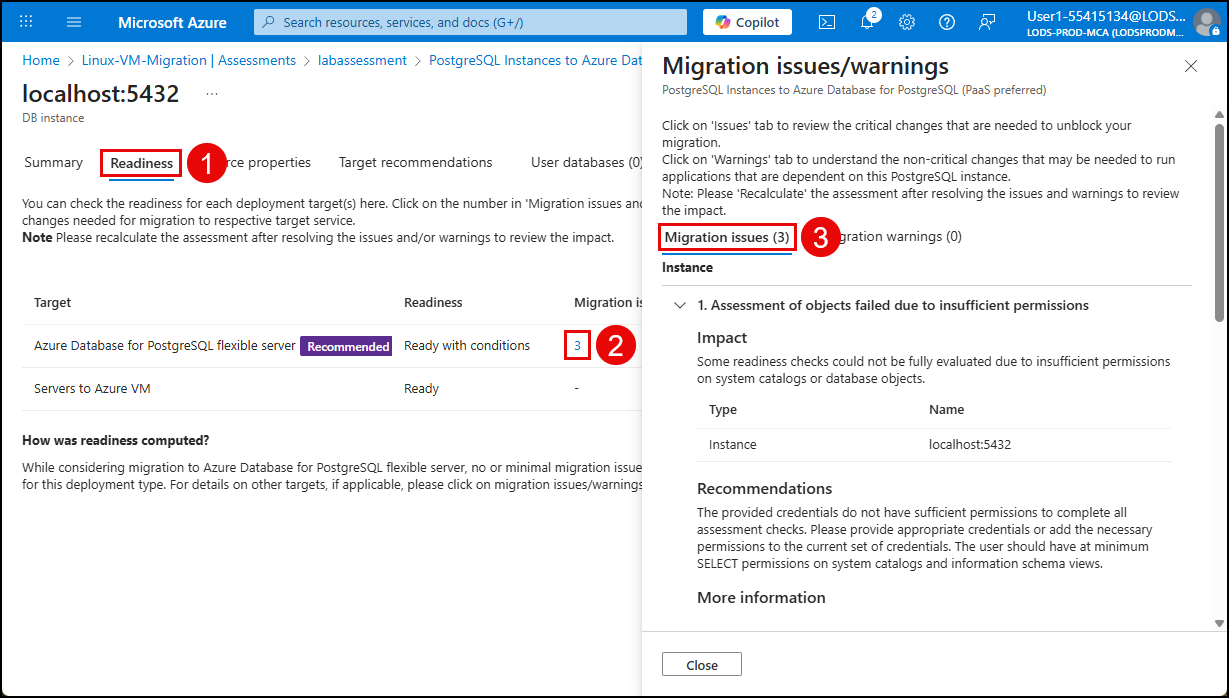 Microsoft Azure
Search resources, services, and docs (G+/)
Copilot
2
User1-55415134@LODS...
LODS-PROD-MCA (LODSPRODM...
Home > Linux-VM-Migration | Assessments > labassessment > PostgreSQL Instances to Azure Dat
localhost:5432 ...
DB instance
Summary
Readiness
1
rce properties
Target recommendations
User databases (0)
You can check the readiness for each deployment target(s) here. Click on the number in 'Migration issues and
changes needed for migration to respective target service.
Note Please recalculate the assessment after resolving the issues and/or warnings to review the impact.
Target Readiness Migration is
Azure Database for PostgreSQL flexible server Recommended Ready with conditions 3 2
Servers to Azure VM Ready -
How was readiness computed?
While considering migration to Azure Database for PostgreSQL flexible server, no or minimal migration issue
for this deployment type. For details on other targets, if applicable, please click on migration issues/warnings
Migration issues/warnings
PostgreSQL Instances to Azure Database for PostgreSQL (PaaS preferred)
Click on 'Issues' tab to review the critical changes that are needed to unblock your
migration.
Click on 'Warnings' tab to understand the non-critical changes that may be needed to run
applications that are dependent on this PostgreSQL instance.
Note: Please 'Recalculate' the assessment after resolving the issues and warnings to review
the impact.
Migration issues (3) 3 gration warnings (0)
Instance
1. Assessment of objects failed due to insufficient permissions
Impact
Some readiness checks could not be fully evaluated due to insufficient permissions
on system catalogs or database objects.
Type Name
Instance localhost:5432
Recommendations
The provided credentials do not have sufficient permissions to complete all
assessment checks. Please provide appropriate credentials or add the necessary
permissions to the current set of credentials. The user should have at minimum
SELECT permissions on system catalogs and information schema views.
More information
Close